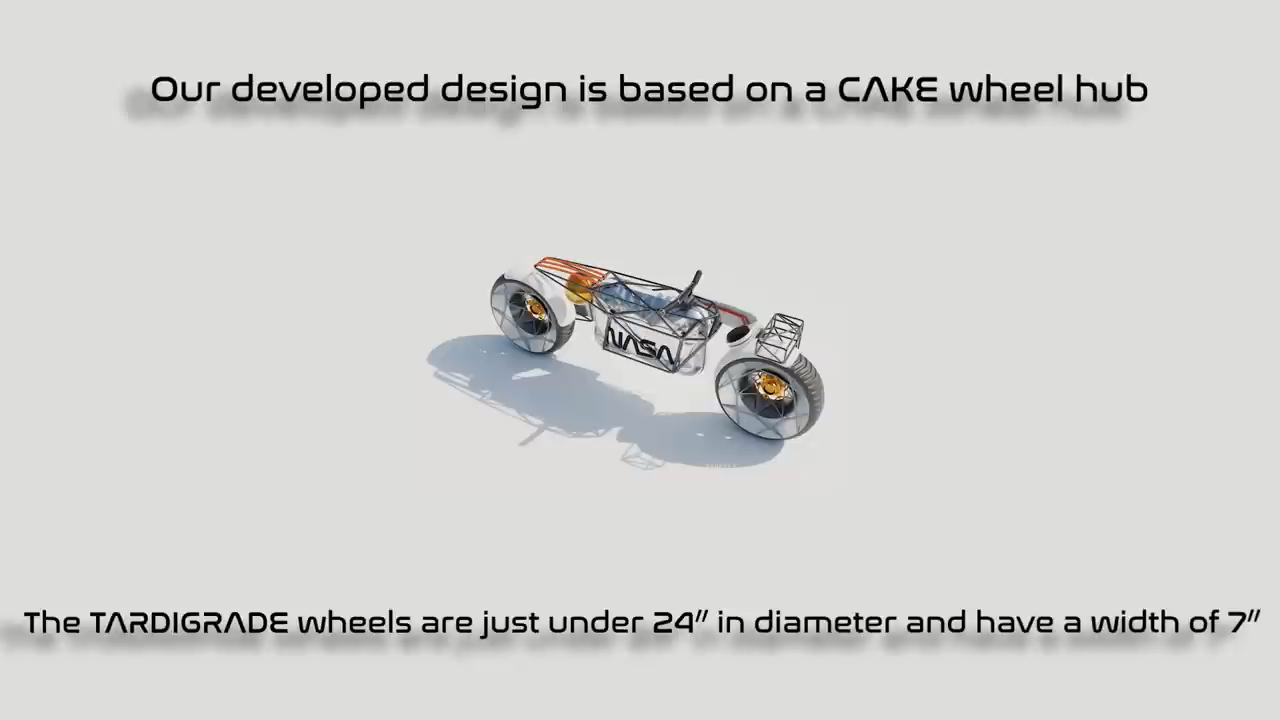 Our developed design is based on a CAKE wheel hub
NASA
The TARDIGRADE wheels are just under 24" in diameter and have a width of 7"